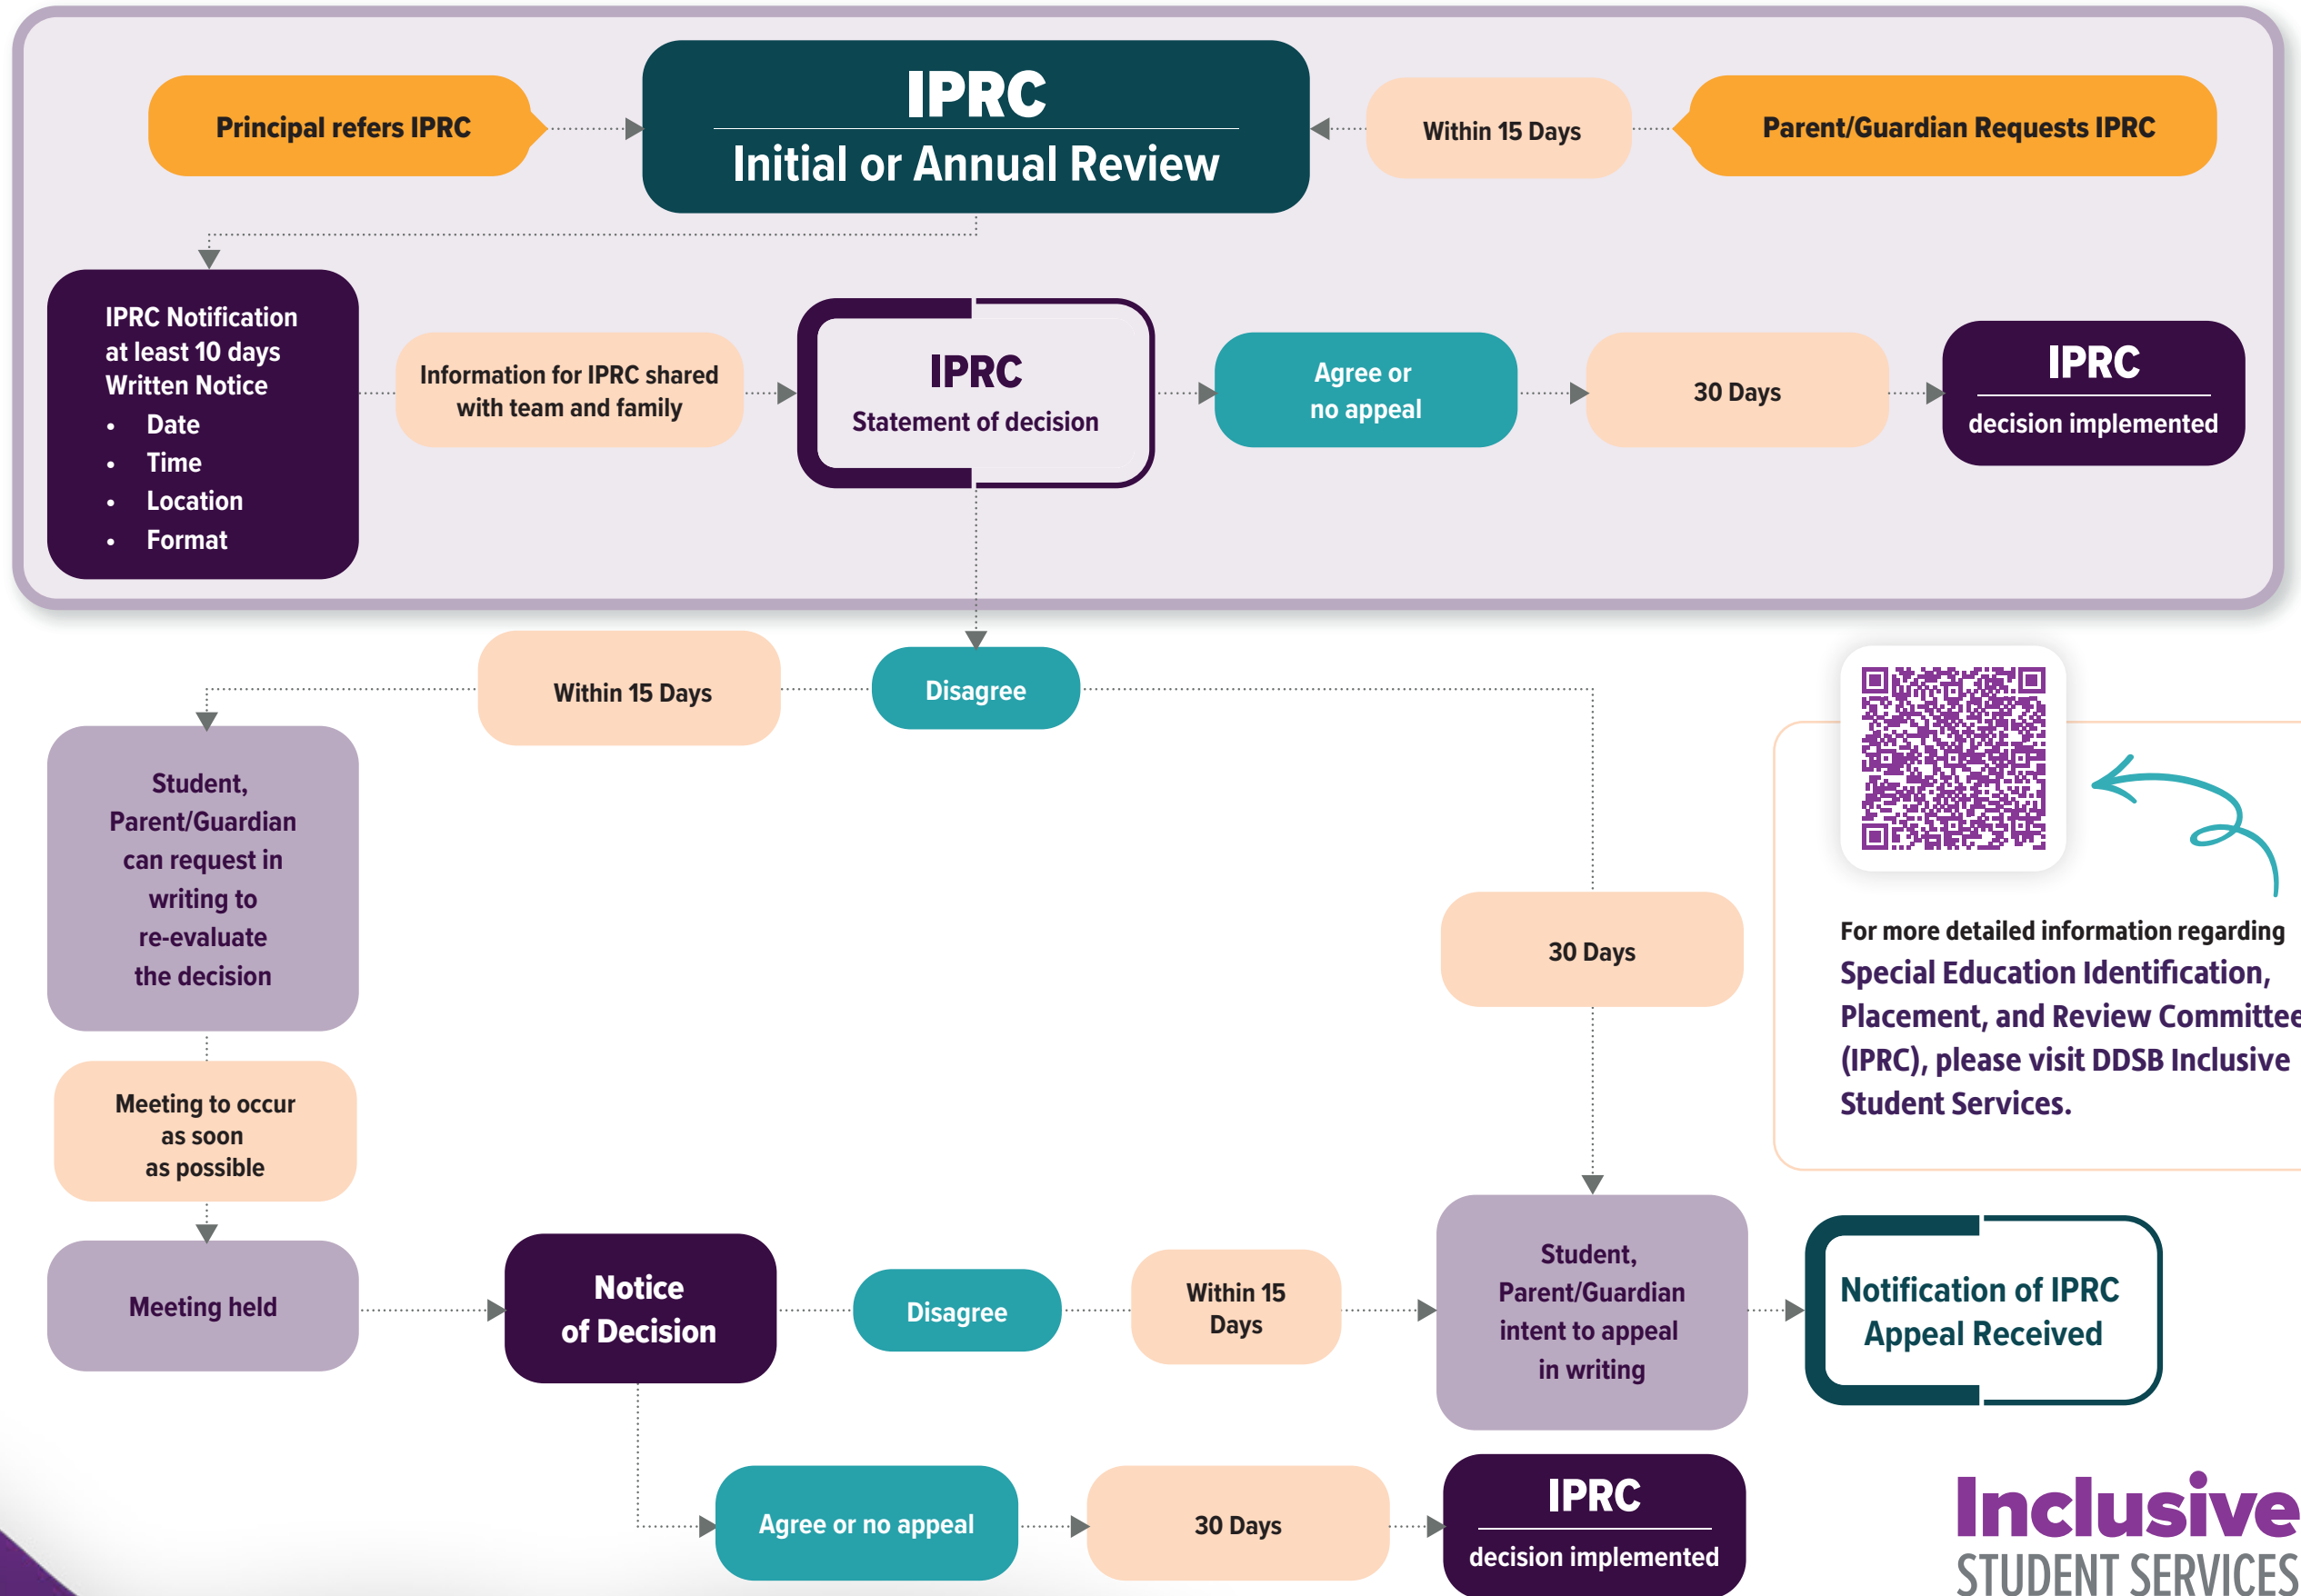 Principal refers IPRC
IPRC
Initial or Annual Review
Within 15 Days
Parent/Guardian Requests IPRC
IPRC Notification
at least 10 days
Written Notice
• Date
• Time
• Location
• Format
Information for IPRC shared
with team and family
IPRC
Statement of decision
Agree or
no appeal
30 Days
IPRC
decision implemented
Within 15 Days
Disagree
Student,
Parent/Guardian
can request in
writing to
re-evaluate
the decision
30 Days
For more detailed information regarding
Special Education Identification,
Placement, and Review Committee
(IPRC), please visit DDSB Inclusive
Student Services.
Meeting to occur
as soon
as possible
Meeting held
Notice
of Decision
Disagree
Within 15
Days
Student,
Parent/Guardian
intent to appeal
in writing
Notification of IPRC
Appeal Received
Agree or no appeal
30 Days
IPRC
decision implemented
Inclusive
STUDENT SERVICES